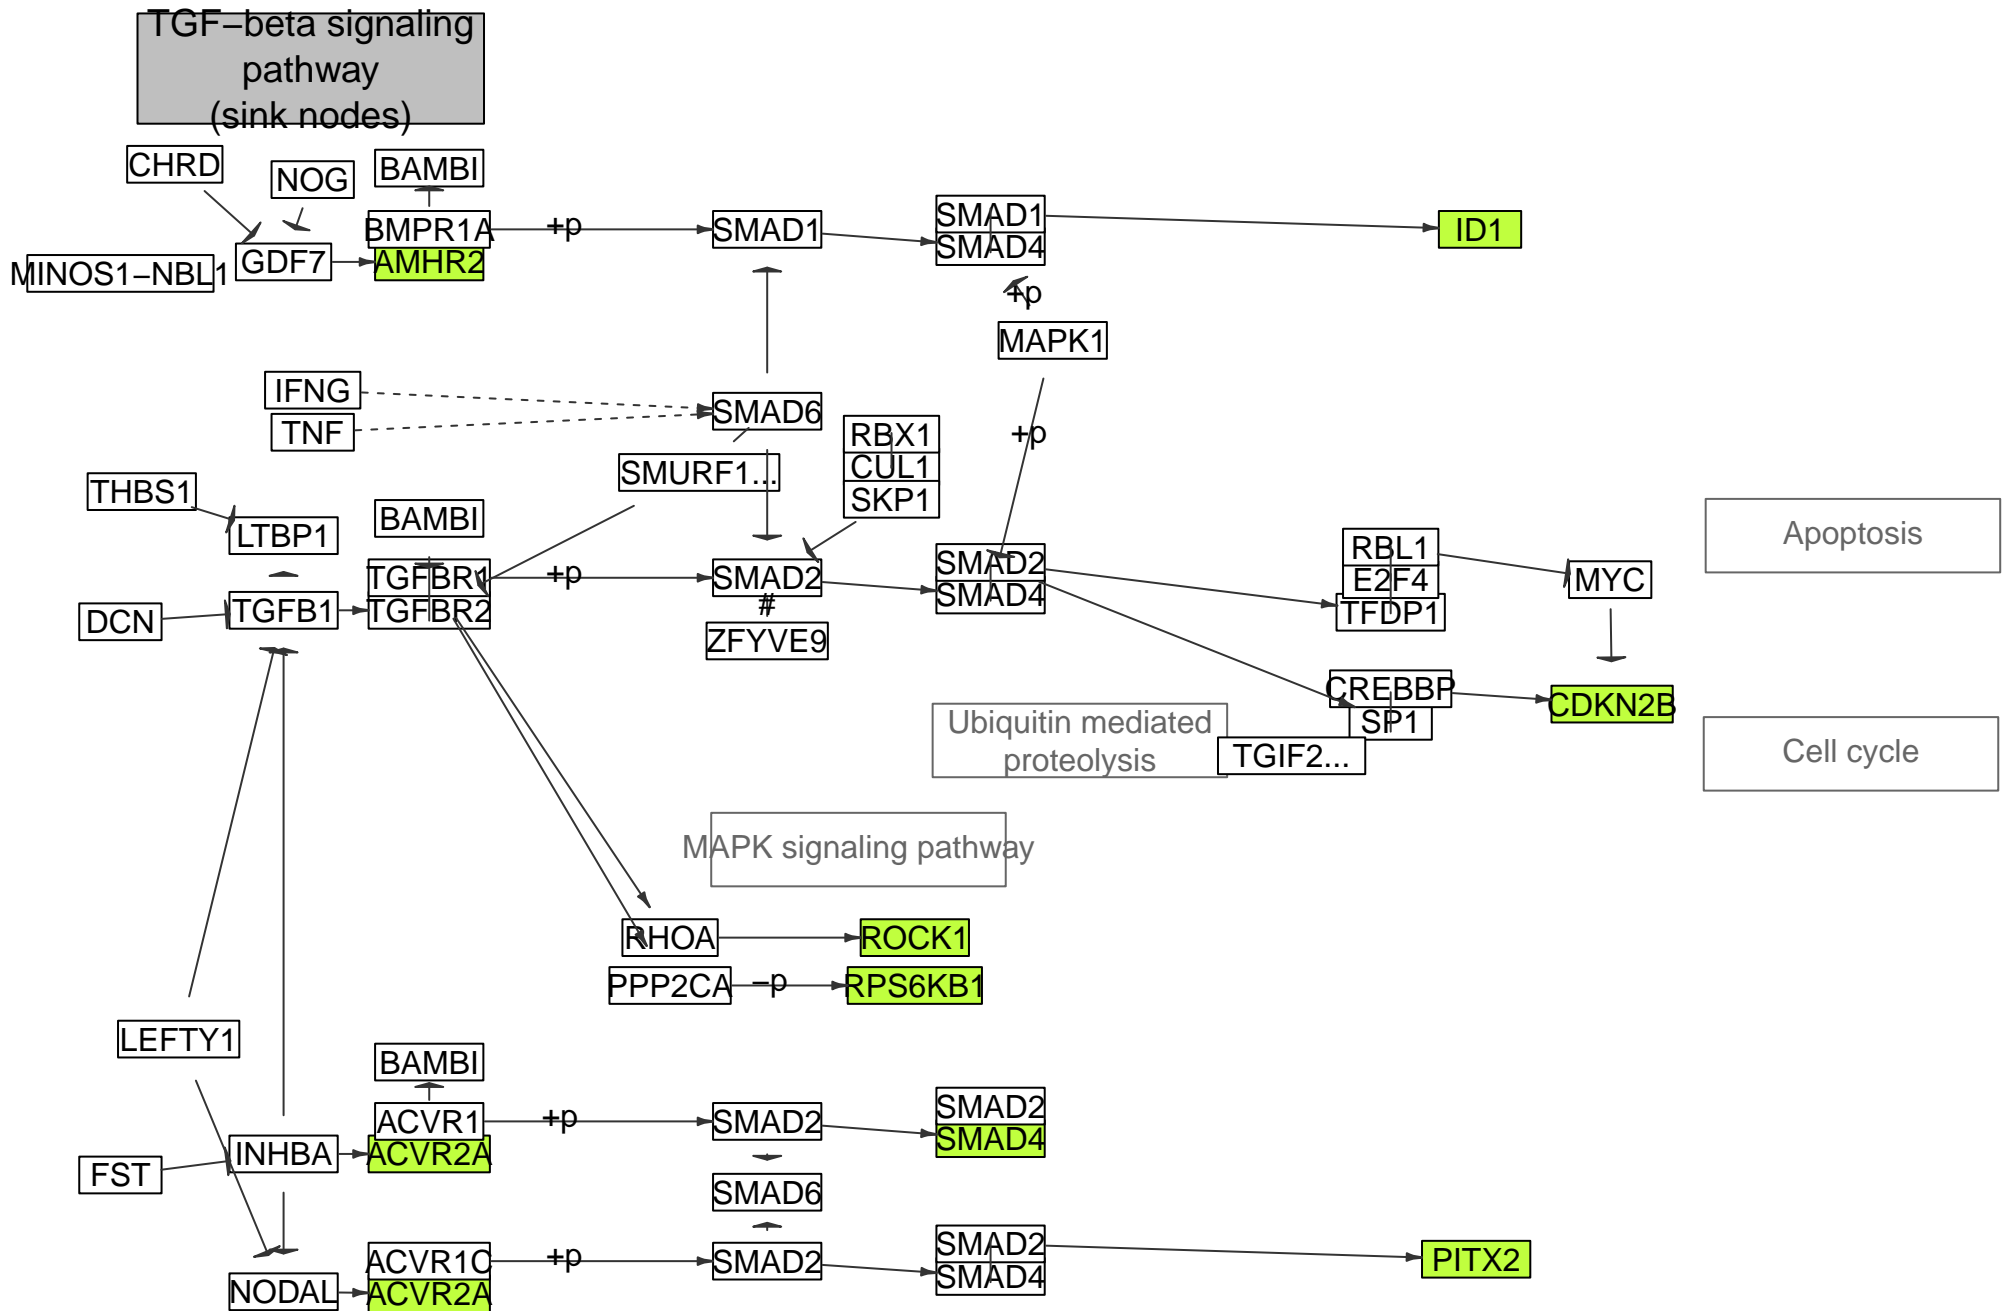 TGF−beta signaling
pathway
(sink nodes)
CHRD
NOG
BAMBI
BMPR1A
+p
SMAD1
SMAD1
SMAD4
ID1
MINOS1−NBL1
GDF7
AMHR2
+p
MAPK1
IFNG
TNF
SMAD6
+p
RBX1
CUL1
SKP1
SMURF1...
THBS1
LTBP1
BAMBI
TGFBR1
TGFBR2
+p
SMAD2
#
ZFYVE9
SMAD2
SMAD4
RBL1
E2F4
TFDP1
MYC
Apoptosis
DCN
TGFB1
CREBBP
SP1
TGIF2...
CDKN2B
Cell cycle
Ubiquitin mediated
proteolysis
MAPK signaling pathway
RHOA
ROCK1
PPP2CA
−p
RPS6KB1
LEFTY1
BAMBI
ACVR1
ACVR2A
+p
SMAD2
SMAD2
SMAD4
INHBA
FST
SMAD6
NODAL
ACVR1C
ACVR2A
+p
SMAD2
SMAD2
SMAD4
PITX2